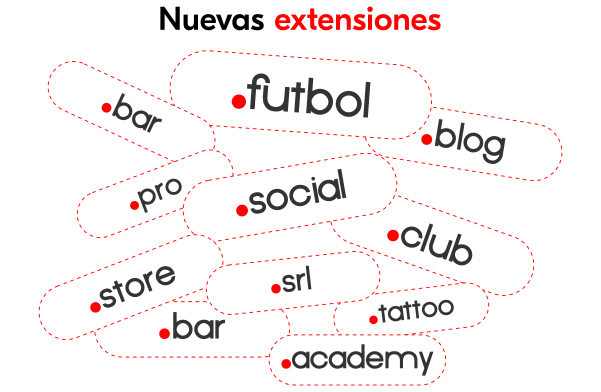 Nuevas extensiones
.futbol
.bar
.blog
.pro
.social
.club
.store
.srl
.tattoo
.bar
.academy